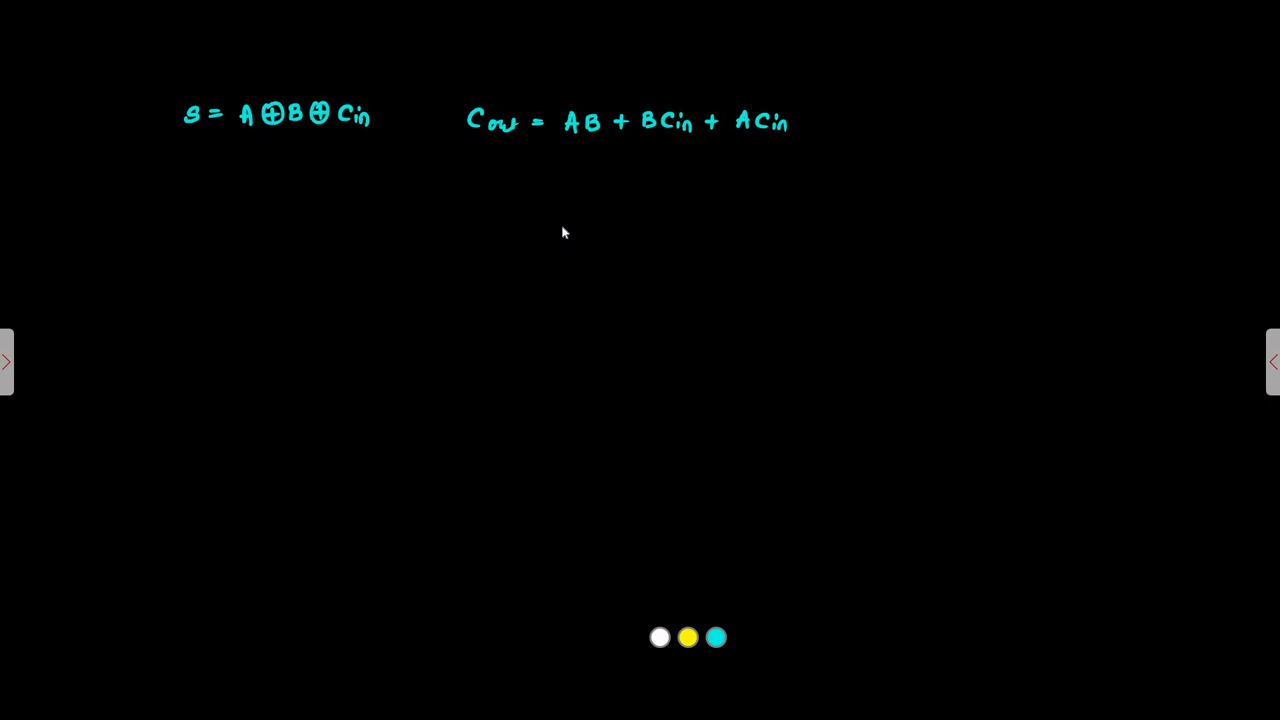 S = A ⊕ B ⊕ Cin
Cout = AB + BCin + ACin